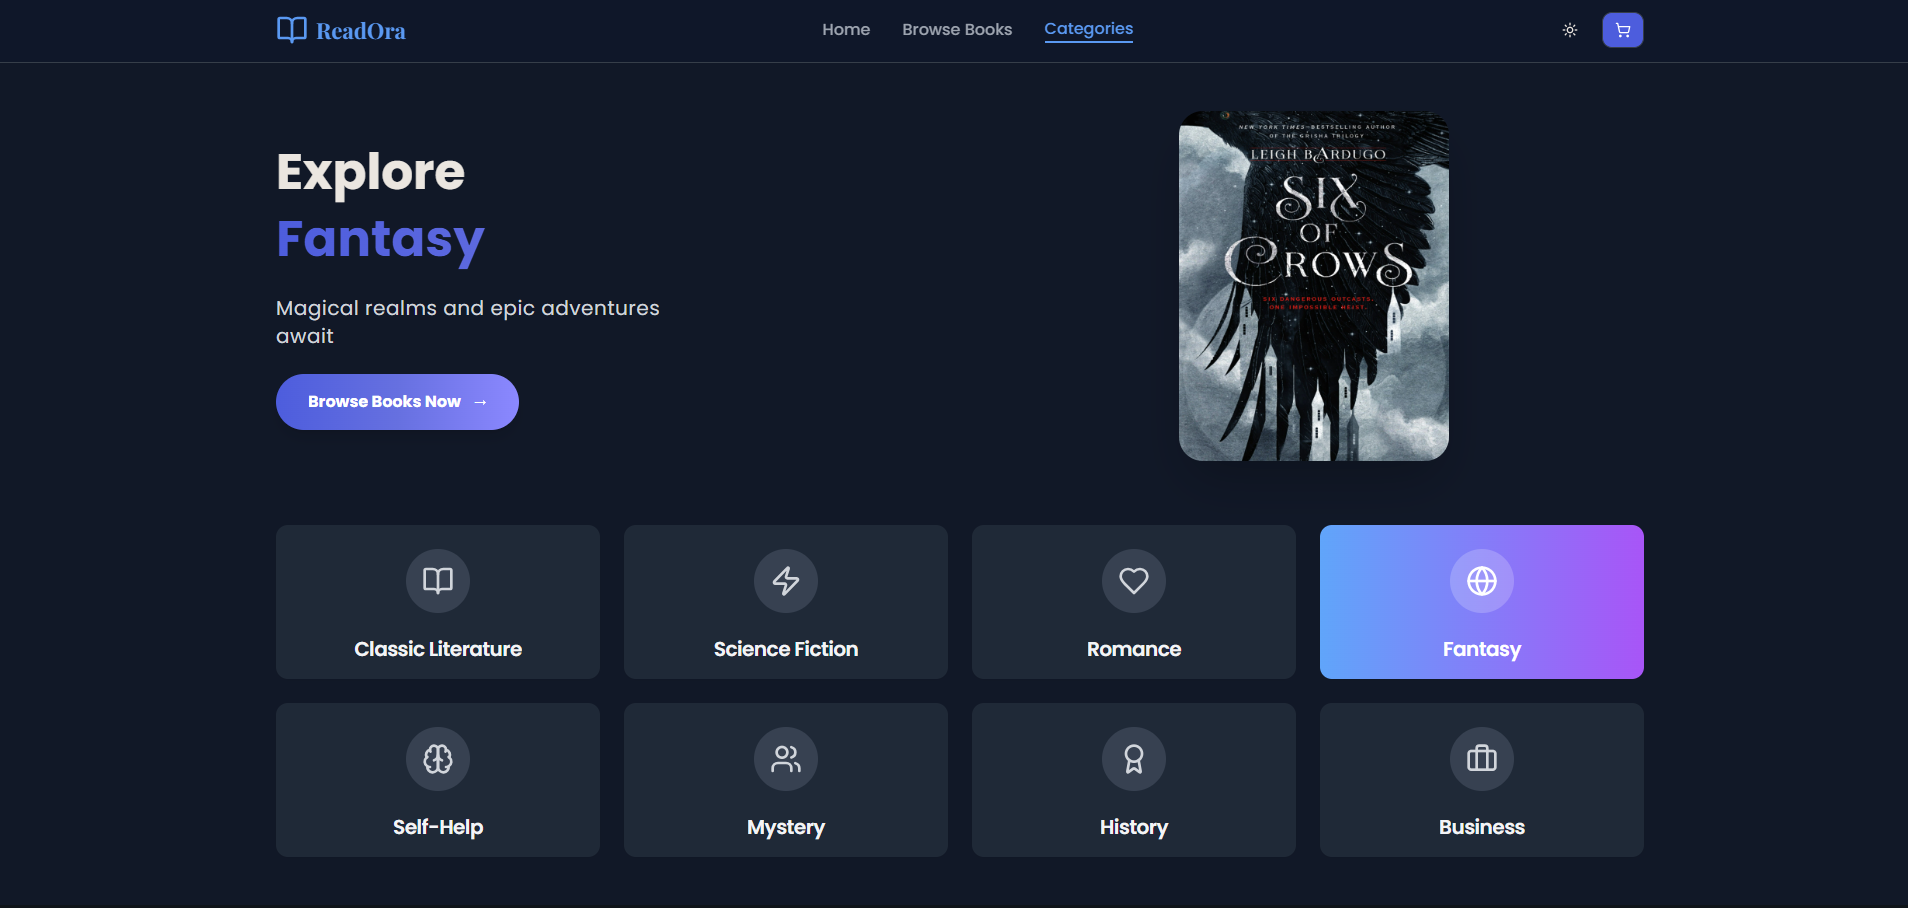 ReadOra
Home
Browse Books
Categories
Explore
Fantasy
Magical realms and epic adventures
await
Browse Books Now →
NEW YORK TIMES–BESTSELLING AUTHOR
OF THE GRISHA TRILOGY
LEIGH BARDUGO
SIX
OF
CROWS
SIX DANGEROUS OUTCASTS.
ONE IMPOSSIBLE HEIST.
Classic Literature
Science Fiction
Romance
Fantasy
Self-Help
Mystery
History
Business